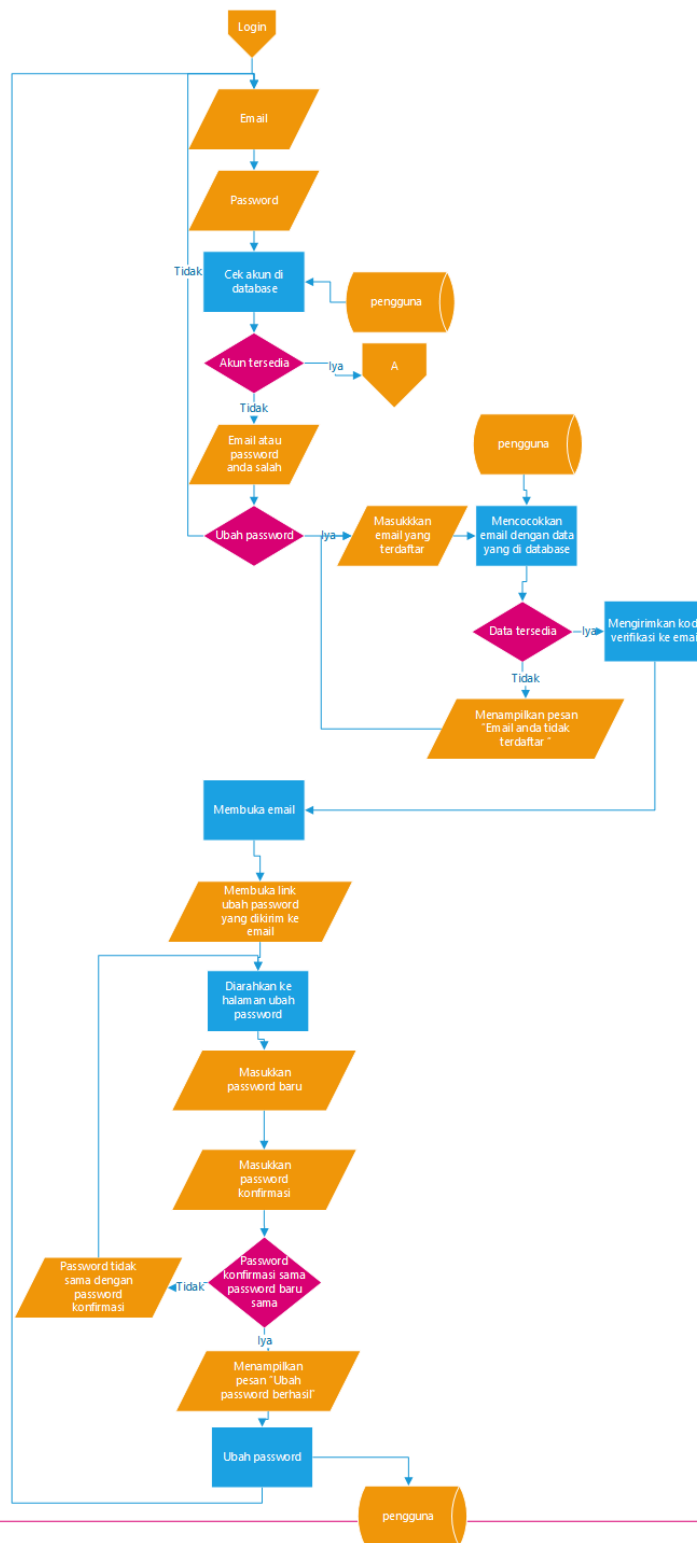 Login
Email
Password
Tidak
Cek akun di
database
pengguna
Akun tersedia
Iya
A
Tidak
Email atau
password
anda salah
pengguna
Ubah password
Iya
Masukkkan
email yang
terdaftar
Mencocokkan
email dengan data
yang di database
Data tersedia
Iya
Mengirimkan kod
verifikasi ke emai
Tidak
Menampilkan pesan
"Email anda tidak
terdaftar "
Membuka email
Membuka link
ubah password
yang dikirim ke
email
Diarahkan ke
halaman ubah
password
Masukkan
password baru
Masukkan
password
konfirmasi
Password
konfirmasi sama
password baru
sama
Tidak
Password tidak
sama dengan
password
konfirmasi
Iya
Menampilkan
pesan "Ubah
password berhasil"
Ubah password
pengguna